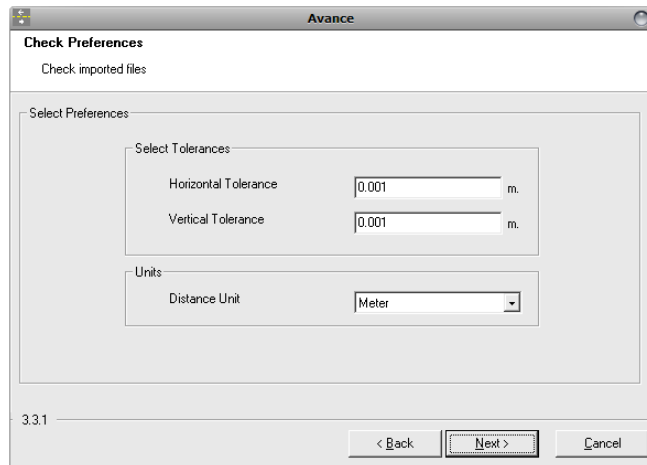 Avance
Check Preferences
Check imported files
Select Preferences
Select Tolerances
Horizontal Tolerance 0.001 m.
Vertical Tolerance 0.001 m.
Units
Distance Unit Meter
3.3.1
< Back Next > Cancel